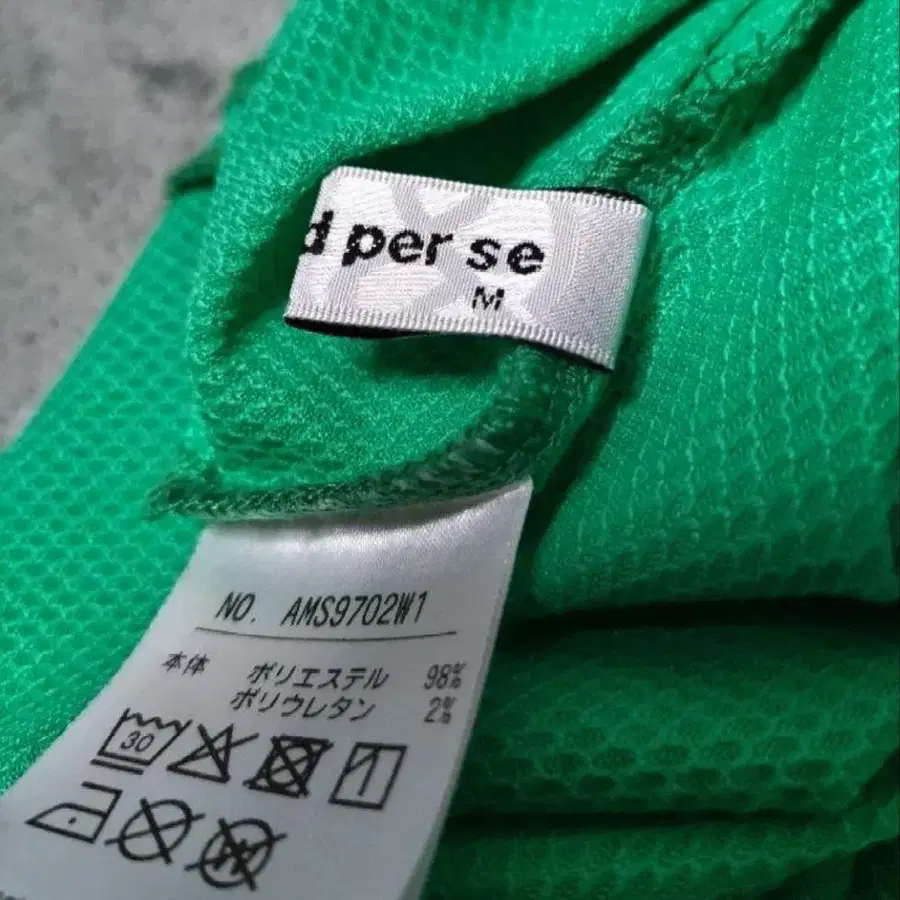 d per se
M
NO. AMS9702W1
本体 ポリエステル 98%
ポリウレタン 2%
30
W